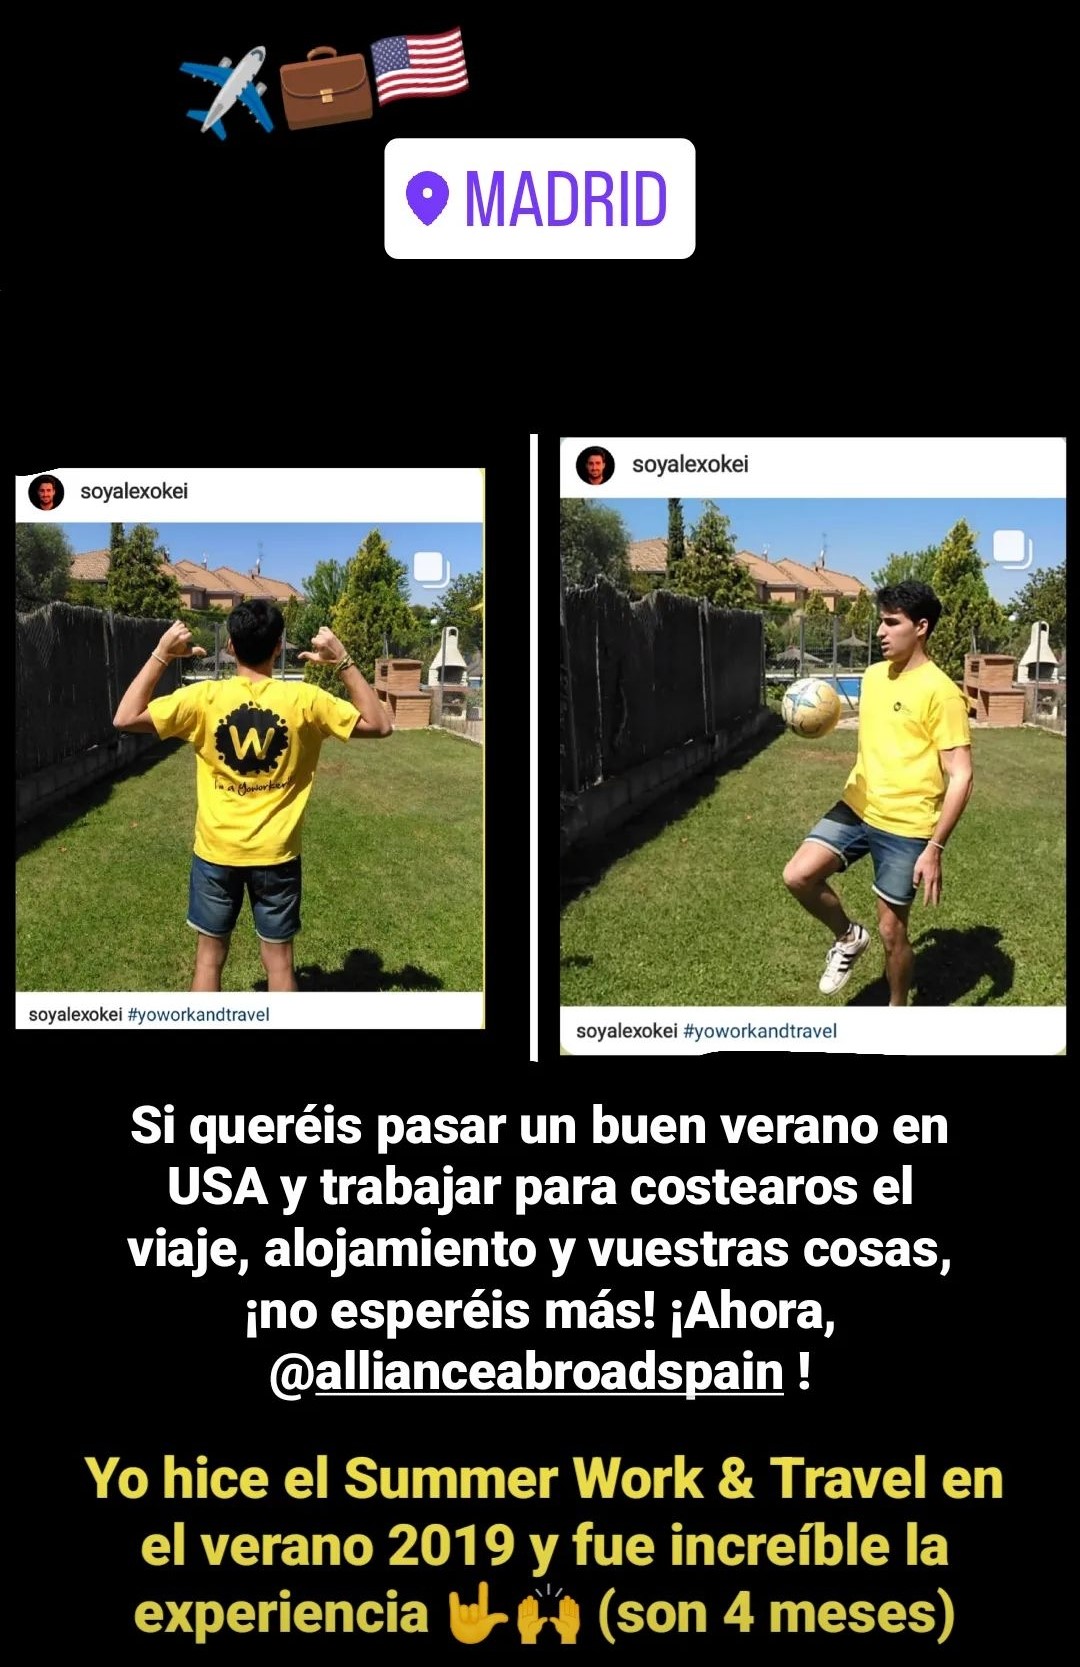 MADRID
soyalexokei
W
I'm a Yoworker!
soyalexokei #yoworkandtravel
soyalexokei
soyalexokei #yoworkandtravel
Si queréis pasar un buen verano en
USA y trabajar para costearos el
viaje, alojamiento y vuestras cosas,
¡no esperéis más! ¡Ahora,
@allianceabroadspain !
Yo hice el Summer Work & Travel en
el verano 2019 y fue increíble la
experiencia 🤟🙌 (son 4 meses)